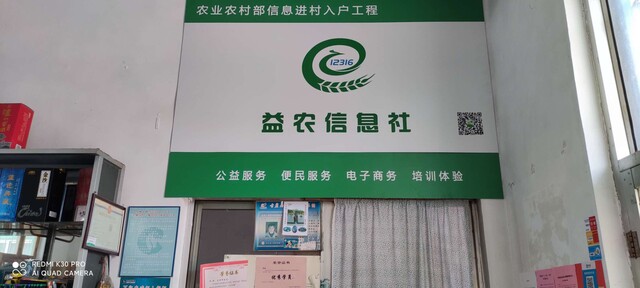 农业农村部信息进村入户工程
12316
益农信息社
公益服务 便民服务 电子商务 培训体验
REDMI K30 PRO
AI QUAD CAMERA